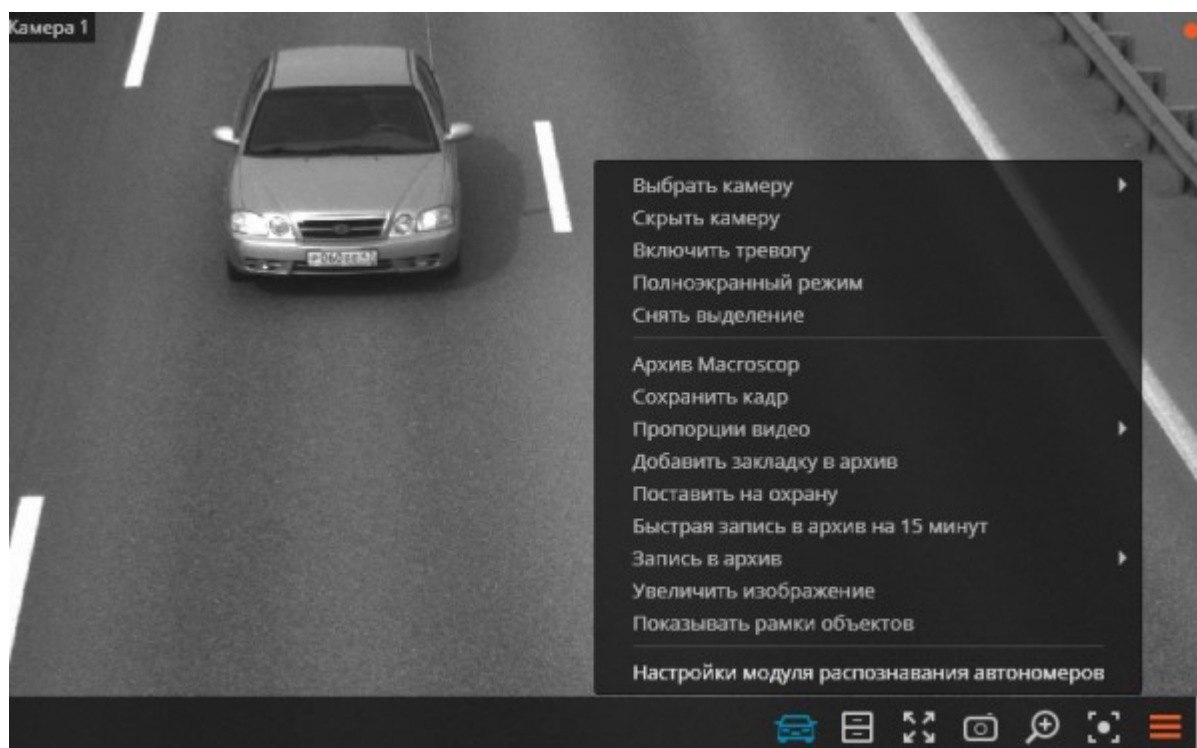 Камера 1
Выбрать камеру
Скрыть камеру
Включить тревогу
Полноэкранный режим
Снять выделение
Архив Macroscop
Сохранить кадр
Пропорции видео
Добавить закладку в архив
Поставить на охрану
Быстрая запись в архив на 15 минут
Запись в архив
Увеличить изображение
Показывать рамки объектов
Настройки модуля распознавания автономеров